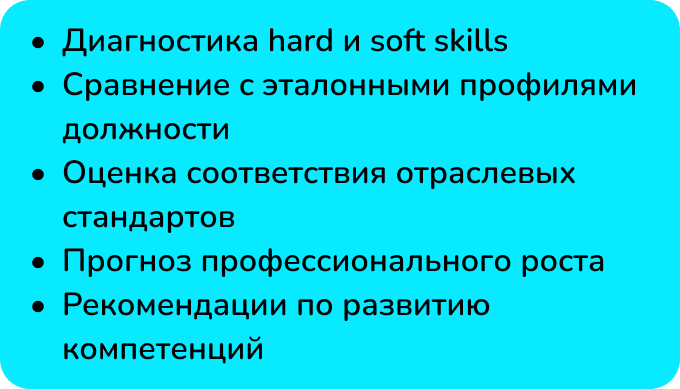 • Диагностика hard и soft skills
• Сравнение с эталонными профилями
должности
• Оценка соответствия отраслевых
стандартов
• Прогноз профессионального роста
• Рекомендации по развитию
компетенций